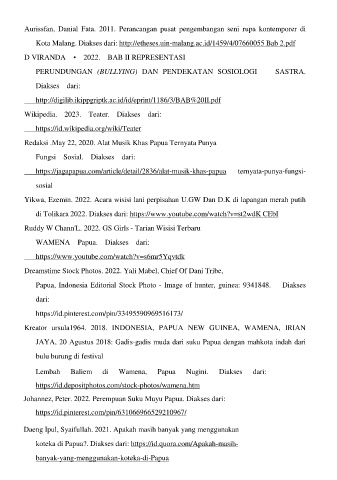 Aurissfan, Danial Fata. 2011. Perancangan pusat pengembangan seni rupa kontemporer di
Kota Malang. Diakses dari: http://etheses.uin-malang.ac.id/1459/4/07660055 Bab 2.pdf
D VIRANDA • 2022. BAB II REPRESENTASI
PERUNDUNGAN (BULLYING) DAN PENDEKATAN SOSIOLOGI SASTRA.
Diakses dari:
http://digilib.ikippgriptk.ac.id/id/eprint/1186/3/BAB%20II.pdf
Wikipedia. 2023. Teater. Diakses dari:
https://id.wikipedia.org/wiki/Teater
Redaksi .May 22, 2020. Alat Musik Khas Papua Ternyata Punya
Fungsi Sosial. Diakses dari:
https://jagapapua.com/article/detail/2836/alat-musik-khas-papua ternyata-punya-fungsi-
sosial
Yikwa, Exemin. 2022. Acara wisisi lani perpisahan U.GW Dan D.K di lapangan merah putih
di Tolikara 2022. Diakses dari: https://www.youtube.com/watch?v=st2wdK CEbI
Ruddy W Chann'L. 2022. GS Girls - Tarian Wisisi Terbaru
WAMENA Papua. Diakses dari:
https://www.youtube.com/watch?v=s6mr5Yqvtdk
Dreamstime Stock Photos. 2022. Yali Mabel, Chief Of Dani Tribe,
Papua, Indonesia Editorial Stock Photo - Image of hunter, guinea: 9341848. Diakses
dari:
https://id.pinterest.com/pin/33495590969516173/
Kreator ursula1964. 2018. INDONESIA, PAPUA NEW GUINEA, WAMENA, IRIAN
JAYA, 20 Agustus 2018: Gadis-gadis muda dari suku Papua dengan mahkota indah dari
bulu burung di festival
Lembah Baliem di Wamena, Papua Nugini. Diakses dari:
https://id.depositphotos.com/stock-photos/wamena.htm
Johannez, Peter. 2022. Perempuan Suku Muyu Papua. Diakses dari:
https://id.pinterest.com/pin/631066966529210967/
Daeng Ipul, Syaifullah. 2021. Apakah masih banyak yang menggunakan
koteka di Papua?. Diakses dari: https://id.quora.com/Apakah-masih-
banyak-yang-menggunakan-koteka-di-Papua